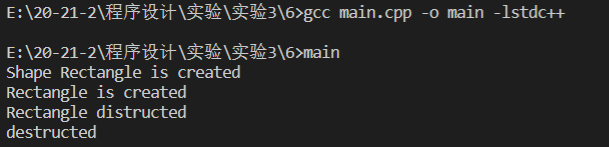 E:\20-21-2\程序设计\实验\实验3\6>gcc main.cpp -o main -lstdc++
E:\20-21-2\程序设计\实验\实验3\6>main
Shape Rectangle is created
Rectangle is created
Rectangle distructed
destructed